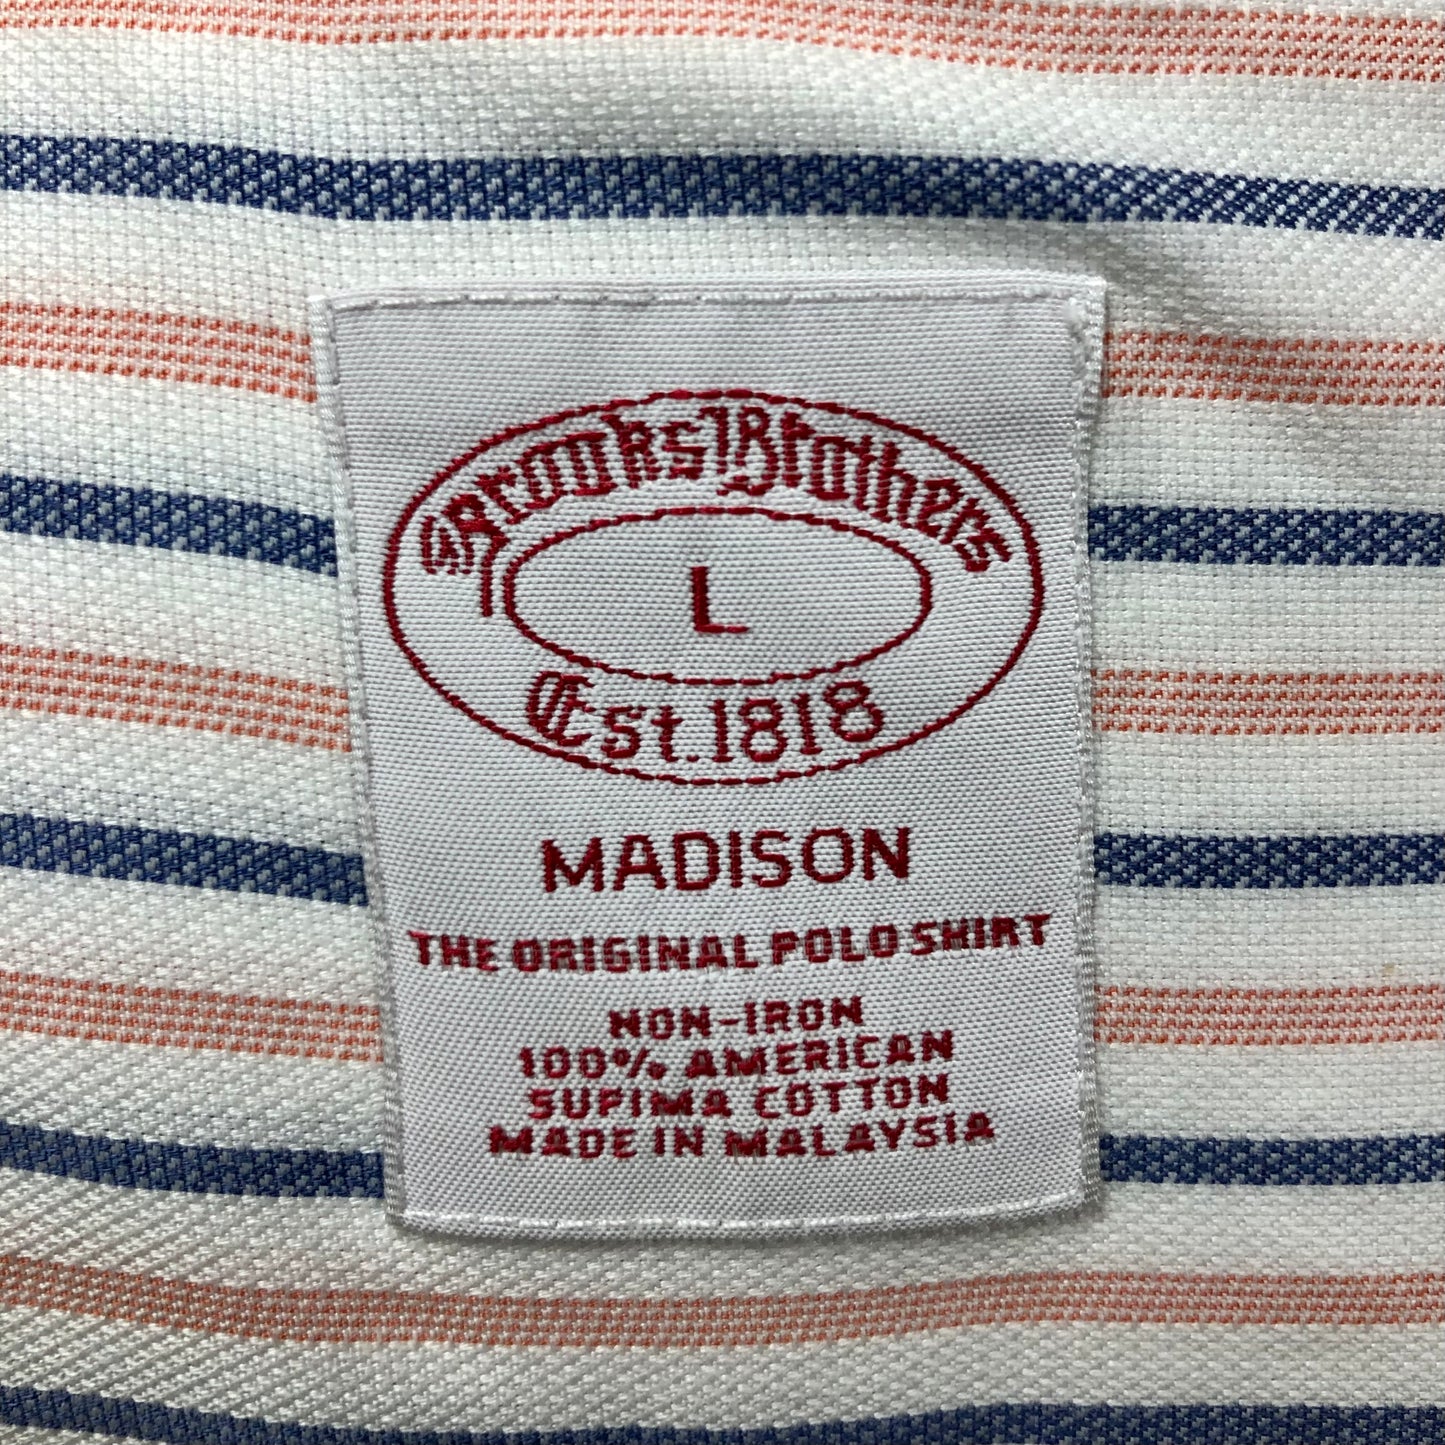 Brooks Brothers
L
Est. 1818
MADISON
THE ORIGINAL POLO SHIRT
NON-IRON
100% AMERICAN
SUPIMA COTTON
MADE IN MALAYSIA